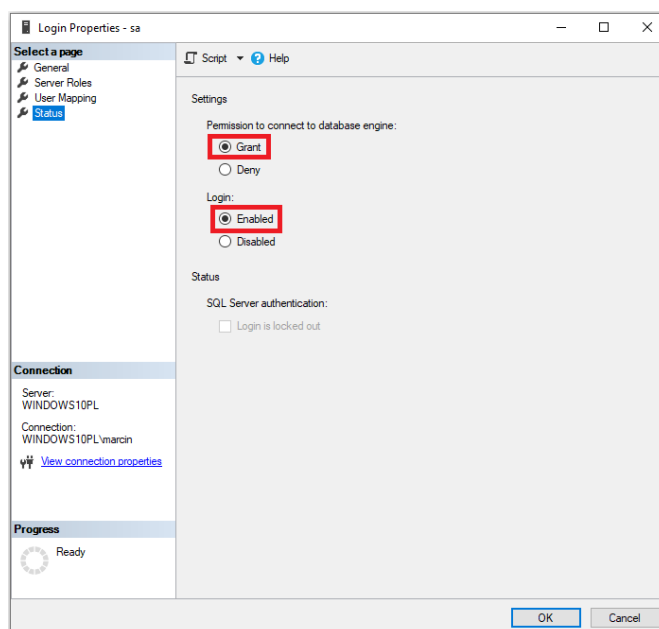 Login Properties - sa
Select a page
General
Server Roles
User Mapping
Status
Script
Help
Settings
Permission to connect to database engine:
Grant
Deny
Login:
Enabled
Disabled
Status
SQL Server authentication:
Login is locked out
Connection
Server:
WINDOWS10PL
Connection:
WINDOWS10PL\marcin
View connection properties
Progress
Ready
OK
Cancel